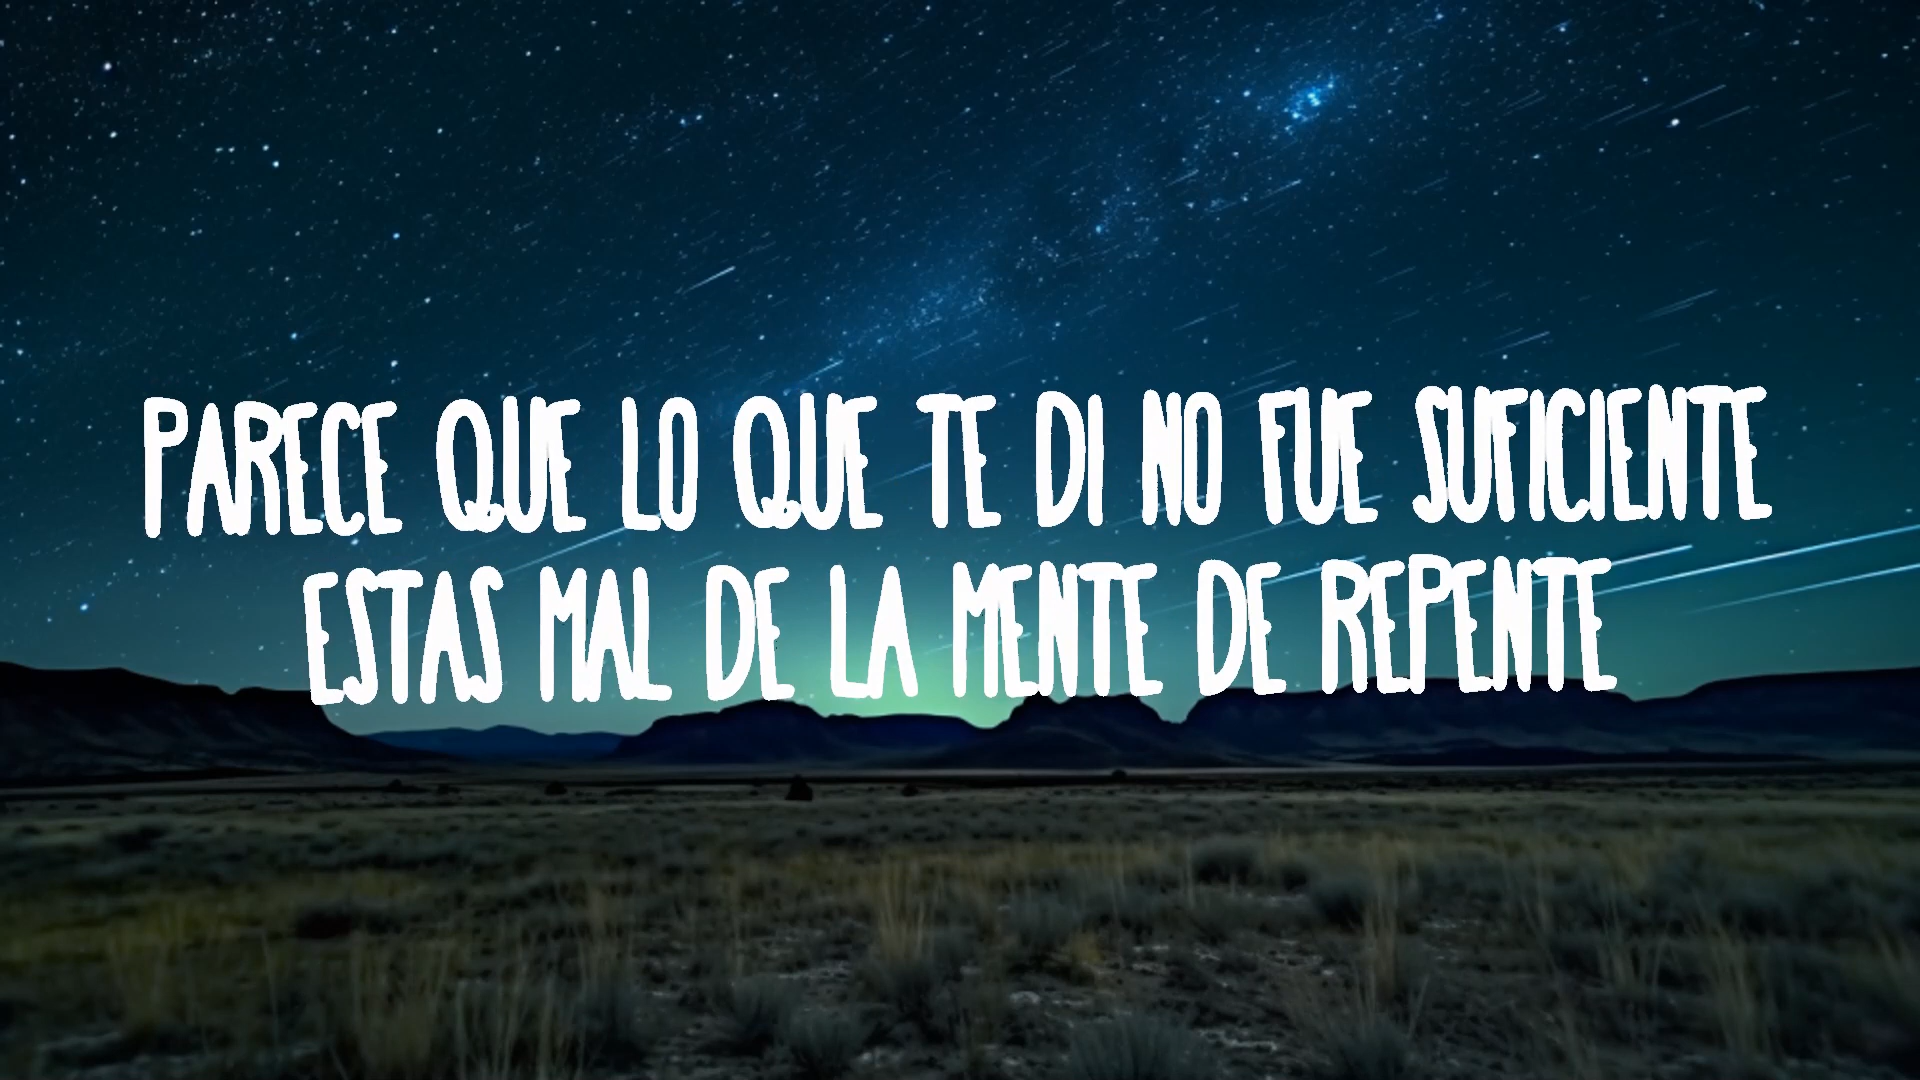 PARECE QUE LO QUE TE DI NO FUE SUFICIENTE
ESTAS MAL DE LA MENTE DE REPENTE